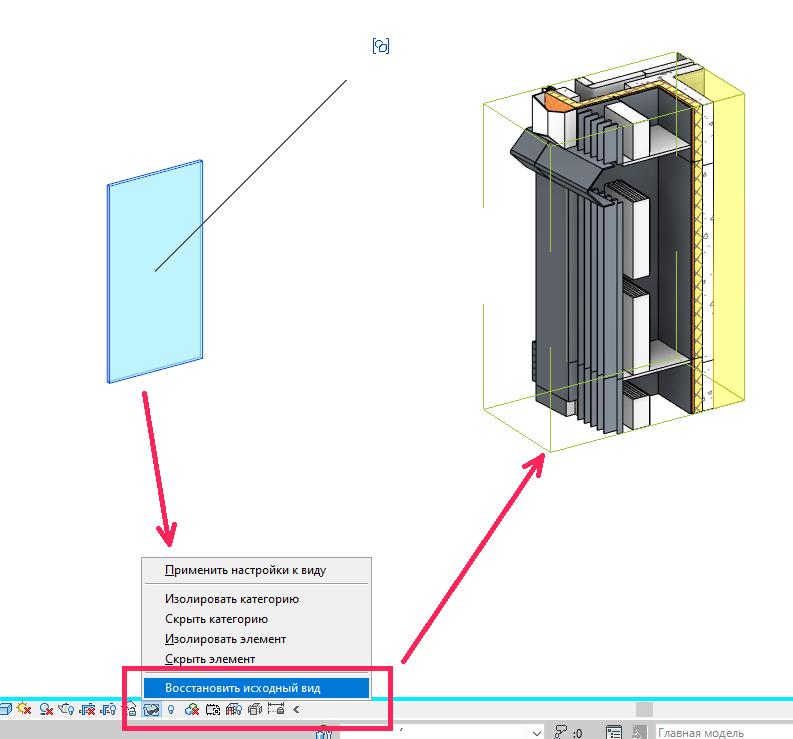 Применить настройки к виду
Изолировать категорию
Скрыть категорию
Изолировать элемент
Скрыть элемент
Восстановить исходный вид
:0
Главная модель